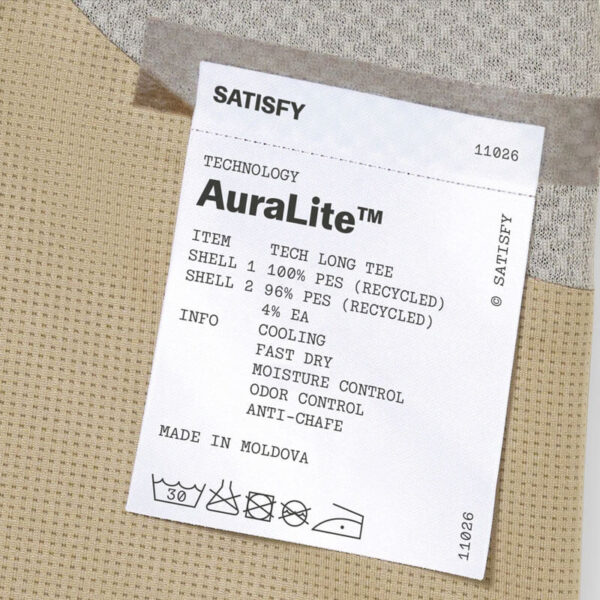 SATISFY
11026
TECHNOLOGY
AuraLite™
ITEM TECH LONG TEE
SHELL 1 100% PES (RECYCLED)
SHELL 2 96% PES (RECYCLED)
4% EA
INFO COOLING
FAST DRY
MOISTURE CONTROL
ODOR CONTROL
ANTI-CHAFE
MADE IN MOLDOVA
30
© SATISFY
11026